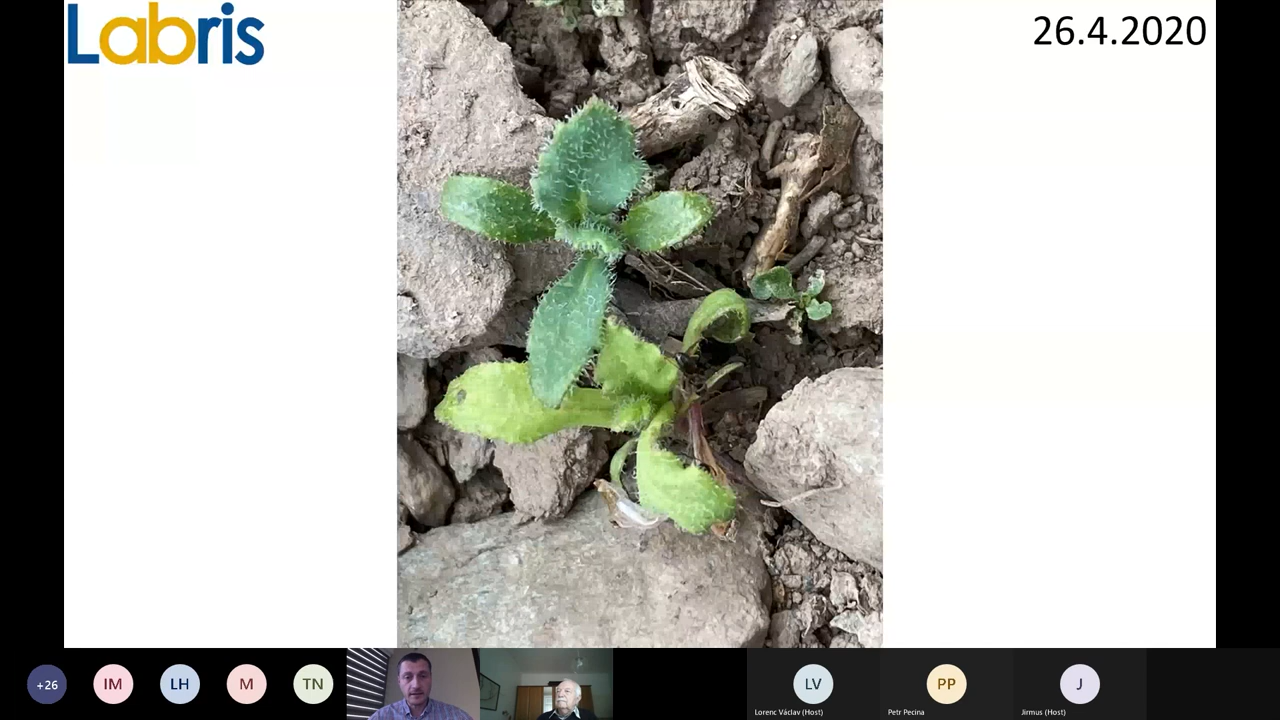 Labris
26.4.2020
+26
IM
LH
M
TN
LV
PP
J
Lorenc Václav (Host)
Petr Pecina
Jirmus (Host)